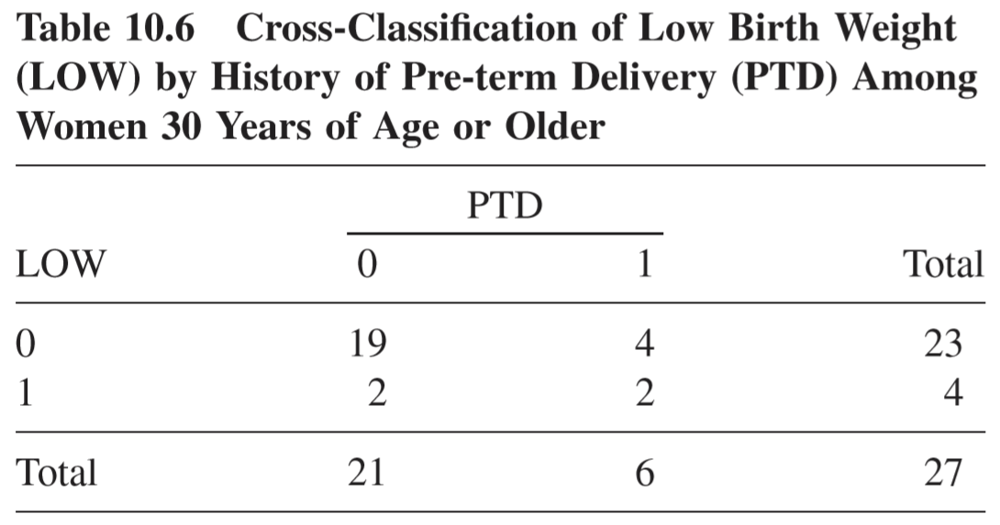 Table 10.6 Cross-Classification of Low Birth Weight
(LOW) by History of Pre-term Delivery (PTD) Among
Women 30 Years of Age or Older
PTD
LOW 0 1 Total
0 19 4 23
1 2 2 4
Total 21 6 27